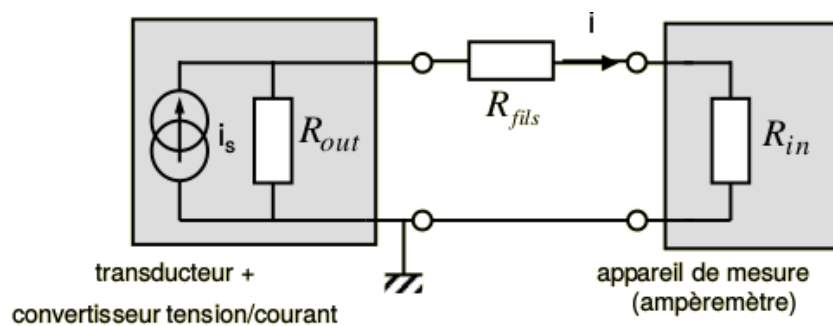 i
i_s
R_out
R_fils
R_in
transducteur +
convertisseur tension/courant
appareil de mesure
(ampèremètre)